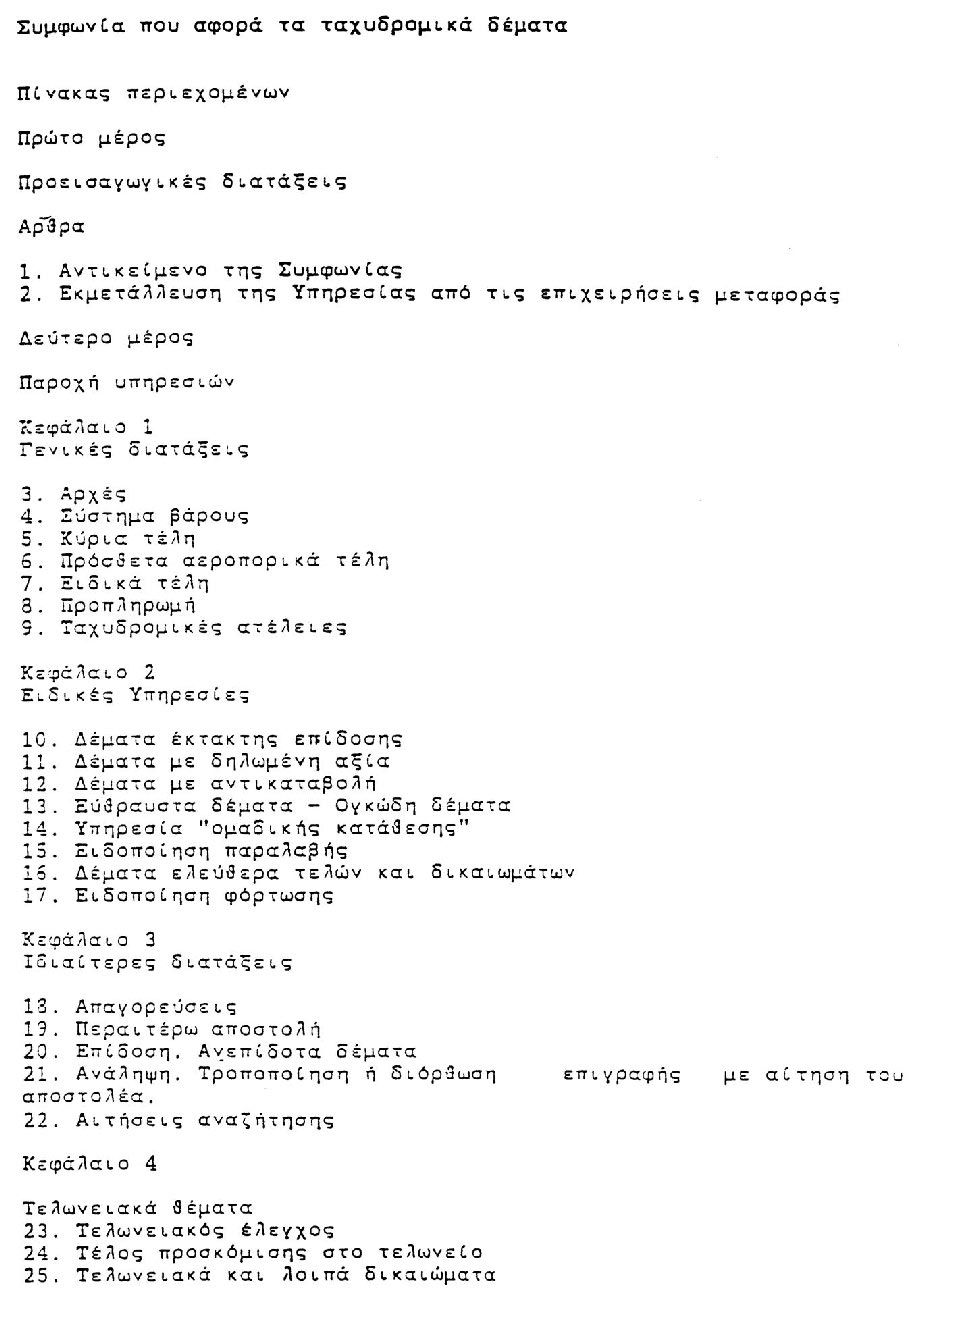 Συμφωνία που αφορά τα ταχυδρομικά δέματα
Πίνακας περιεχομένων
Πρώτο μέρος
Προεισαγωγικές διατάξεις
Αρθρα
1. Αντικείμενο της Συμφωνίας
2. Εκμετάλλευση της Υπηρεσίας από τις επιχειρήσεις μεταφοράς
Δεύτερο μέρος
Παροχή υπηρεσιών
Κεφάλαιο 1
Γενικές διατάξεις
3. Αρχές
4. Σύστημα βάρους
5. Κύρια τέλη
6. Πρόσθετα αεροπορικά τέλη
7. Ειδικά τέλη
8. Προπληρωμή
9. Ταχυδρομικές ατέλειες
Κεφάλαιο 2
Ειδικές Υπηρεσίες
10. Δέματα έκτακτης επίδοσης
11. Δέματα με δηλωμένη αξία
12. Δέματα με αντικαταβολή
13. Εύθραυστα δέματα - Ογκώδη δέματα
14. Υπηρεσία "ομαδικής κατάθεσης"
15. Ειδοποίηση παραλαβής
16. Δέματα ελεύθερα τελών και δικαιωμάτων
17. Ειδοποίηση φόρτωσης
Κεφάλαιο 3
Ιδιαίτερες διατάξεις
18. Απαγορεύσεις
19. Περαιτέρω αποστολή
20. Επίδοση. Ανεπίδοτα δέματα
21. Ανάληψη. Τροποποίηση ή διόρθωση επιγραφής με αίτηση του
αποστολέα.
22. Αιτήσεις αναζήτησης
Κεφάλαιο 4
Τελωνειακά θέματα
23. Τελωνειακός έλεγχος
24. Τέλος προσκόμισης στο τελωνείο
25. Τελωνειακά και λοιπά δικαιώματα